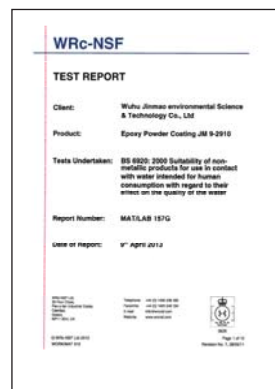 WRc-NSF
TEST REPORT
Client: Wuhu Jinmao environmental Science
& Technology Co., Ltd
Product: Epoxy Powder Coating JM 9-2910
Tests Undertaken: BS 6920: 2000 Suitability of non-
metallic products for use in contact
with water intended for human
consumption with regard to their
effect on the quality of the water
Report Number: MAT/LAB 157G
Date of Report: 9th April 2013